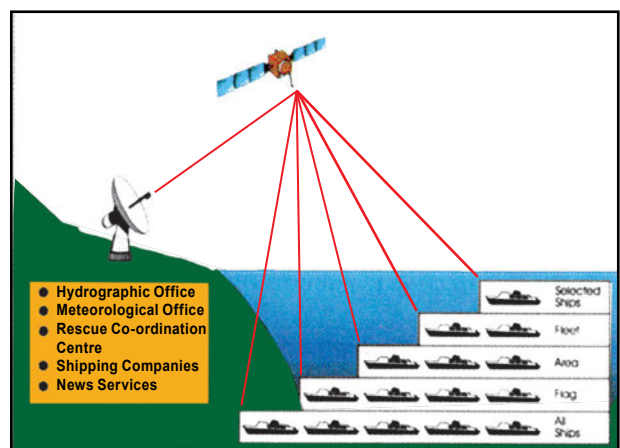 Hydrographic Office
Meteorological Office
Rescue Co-ordination
Centre
Shipping Companies
News Services
Selected
Ships
Fleet
Area
Flag
All
Ships